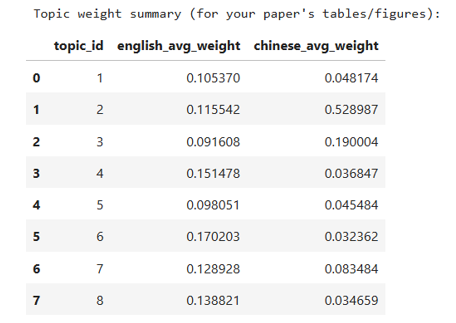 Topic weight summary (for your paper's tables/figures):
topic_id english_avg_weight chinese_avg_weight
0 1 0.105370 0.048174
1 2 0.115542 0.528987
2 3 0.091608 0.190004
3 4 0.151478 0.036847
4 5 0.098051 0.045484
5 6 0.170203 0.032362
6 7 0.128928 0.083484
7 8 0.138821 0.034659